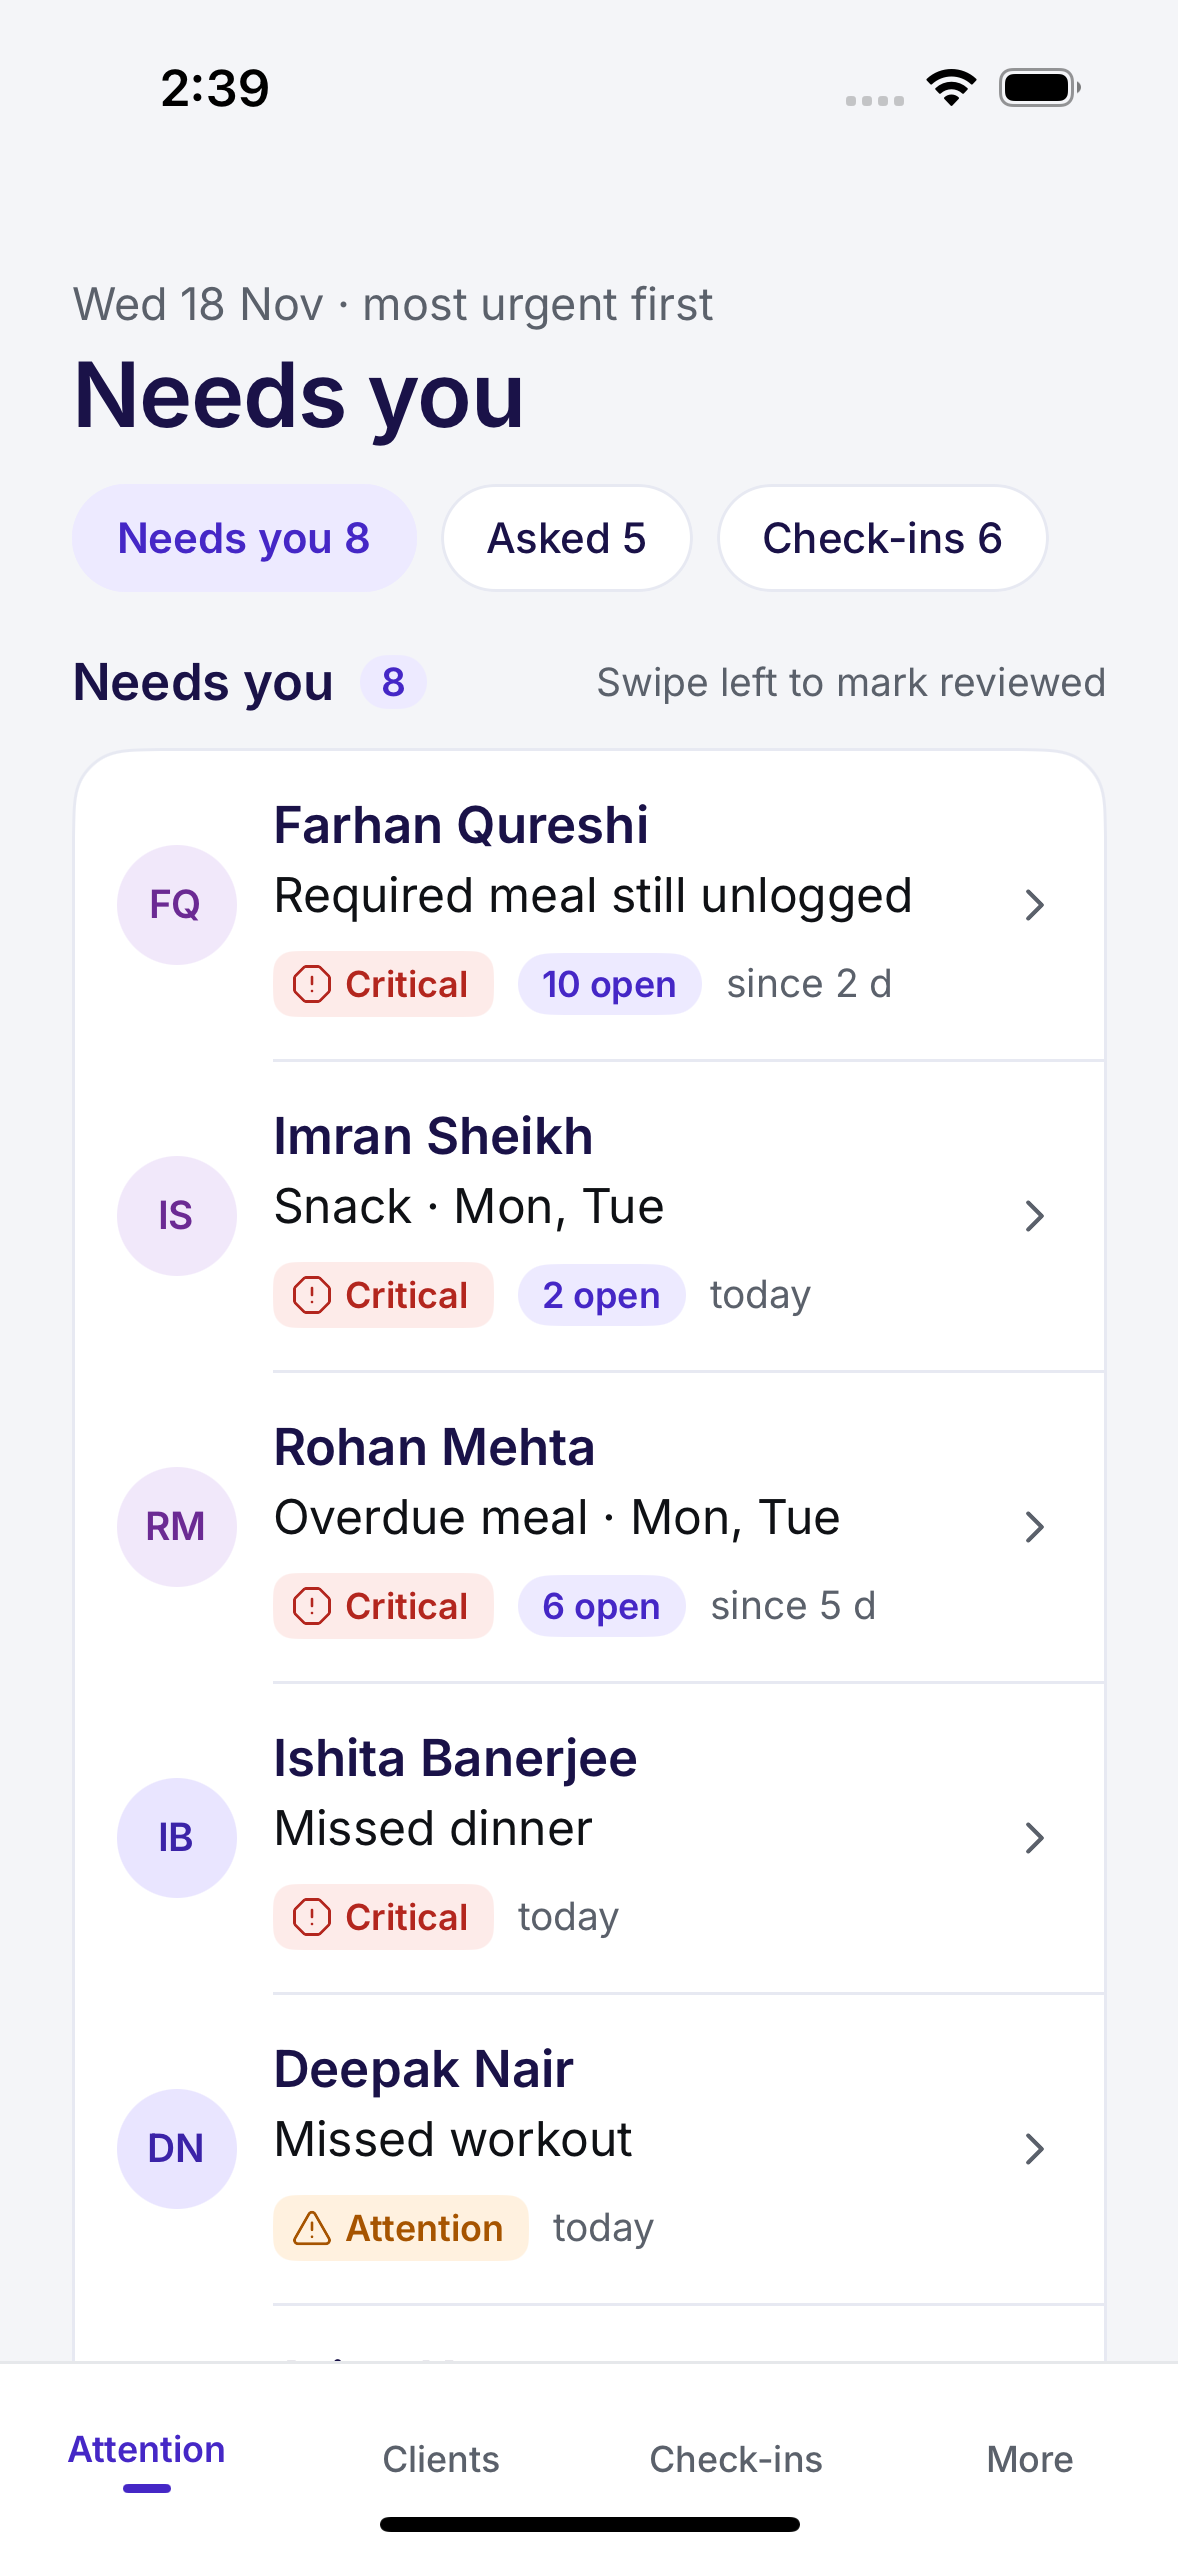 2:39
Wed 18 Nov · most urgent first
Needs you
Needs you 8
Asked 5
Check-ins 6
Needs you 8
Swipe left to mark reviewed
Farhan Qureshi
FQ
Required meal still unlogged
Critical 10 open since 2 d
Imran Sheikh
IS
Snack · Mon, Tue
Critical 2 open today
Rohan Mehta
RM
Overdue meal · Mon, Tue
Critical 6 open since 5 d
Ishita Banerjee
IB
Missed dinner
Critical today
Deepak Nair
DN
Missed workout
Attention today
Attention
Clients
Check-ins
More